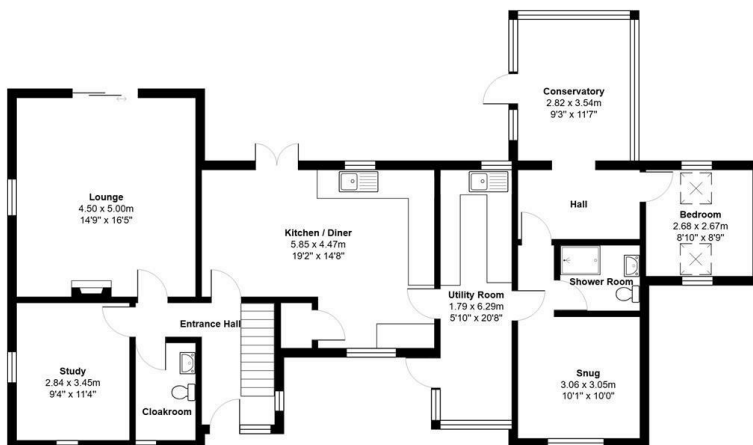 Conservatory
2.82 x 3.54m
9'3" x 11'7"
Lounge
4.50 x 5.00m
14'9" x 16'5"
Kitchen / Diner
5.85 x 4.47m
19'2" x 14'8"
Hall
Bedroom
2.68 x 2.67m
8'10" x 8'9"
Shower Room
Utility Room
1.79 x 6.29m
5'10" x 20'8"
Entrance Hall
Study
2.84 x 3.45m
9'4" x 11'4"
Cloakroom
Snug
3.06 x 3.05m
10'1" x 10'0"